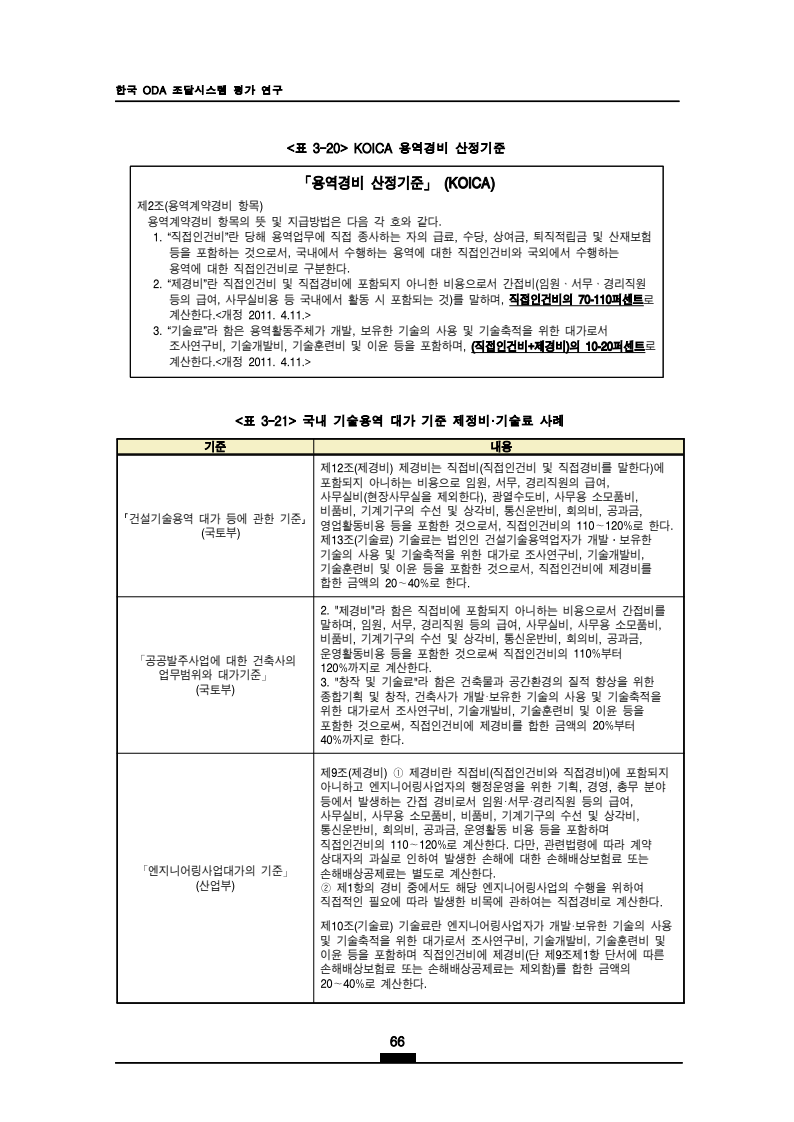 한국 ODA 조달시스템 평가 연구
<표 3-20> KOICA 용역경비 산정기준
「용역경비 산정기준」 (KOICA)
제2조(용역계약경비 항목)
용역계약경비 항목의 뜻 및 지급방법은 다음 각 호와 같다.
1. “직접인건비”란 당해 용역업무에 직접 종사하는 자의 급료, 수당, 상여금, 퇴직적립금 및 산재보험
등을 포함하는 것으로서, 국내에서 수행하는 용역에 대한 직접인건비와 국외에서 수행하는
용역에 대한 직접인건비로 구분한다.
2. “제경비”란 직접인건비 및 직접경비에 포함되지 아니한 비용으로서 간접비(임원ㆍ서무ㆍ경리직원
등의 급여, 사무실비용 등 국내에서 활동 시 포함되는 것)를 말하며, 직접인건비의 70-110퍼센트로
계산한다.<개정 2011. 4.11.>
3. “기술료”라 함은 용역활동주체가 개발, 보유한 기술의 사용 및 기술축적을 위한 대가로서
조사연구비, 기술개발비, 기술훈련비 및 이윤 등을 포함하며, (직접인건비+제경비)의 10-20퍼센트로
계산한다.<개정 2011. 4.11.>
<표 3-21> 국내 기술용역 대가 기준 제정비·기술료 사례
기준
내용
「건설기술용역 대가 등에 관한 기준」
(국토부)
제12조(제경비) 제경비는 직접비(직접인건비 및 직접경비를 말한다)에
포함되지 아니하는 비용으로 임원, 서무, 경리직원의 급여,
사무실비(현장사무실을 제외한다), 광열수도비, 사무용 소모품비,
비품비, 기계기구의 수선 및 상각비, 통신운반비, 회의비, 공과금,
영업활동비용 등을 포함한 것으로서, 직접인건비의 110∼120%로 한다.
제13조(기술료) 기술료는 법인인 건설기술용역업자가 개발·보유한
기술의 사용 및 기술축적을 위한 대가로 조사연구비, 기술개발비,
기술훈련비 및 이윤 등을 포함한 것으로서, 직접인건비에 제경비를
합한 금액의 20∼40%로 한다.
「공공발주사업에 대한 건축사의
업무범위와 대가기준」
(국토부)
2. "제경비"라 함은 직접비에 포함되지 아니하는 비용으로서 간접비를
말하며, 임원, 서무, 경리직원 등의 급여, 사무실비, 사무용 소모품비,
비품비, 기계기구의 수선 및 상각비, 통신운반비, 회의비, 공과금,
운영활동비용 등을 포함한 것으로써 직접인건비의 110%부터
120%까지로 계산한다.
3. "창작 및 기술료"라 함은 건축물과 공간환경의 질적 향상을 위한
종합기획 및 창작, 건축사가 개발·보유한 기술의 사용 및 기술축적을
위한 대가로서 조사연구비, 기술개발비, 기술훈련비 및 이윤 등을
포함한 것으로써, 직접인건비에 제경비를 합한 금액의 20%부터
40%까지로 한다.
「엔지니어링사업대가의 기준」
(산업부)
제9조(제경비) ① 제경비란 직접비(직접인건비와 직접경비)에 포함되지
아니하고 엔지니어링사업자의 행정운영을 위한 기획, 경영, 총무 분야
등에서 발생하는 간접 경비로서 임원·서무·경리직원 등의 급여,
사무실비, 사무용 소모품비, 비품비, 기계기구의 수선 및 상각비,
통신운반비, 회의비, 공과금, 운영활동 비용 등을 포함하며
직접인건비의 110∼120%로 계산한다. 다만, 관련법령에 따라 계약
상대자의 과실로 인하여 발생한 손해에 대한 손해배상보험료 또는
손해배상공제료는 별도로 계산한다.
② 제1항의 경비 중에서도 해당 엔지니어링사업의 수행을 위하여
직접적인 필요에 따라 발생한 비목에 관하여는 직접경비로 계산한다.
제10조(기술료) 기술료란 엔지니어링사업자가 개발·보유한 기술의 사용
및 기술축적을 위한 대가로서 조사연구비, 기술개발비, 기술훈련비 및
이윤 등을 포함하며 직접인건비에 제경비(단 제9조제1항 단서에 따른
손해배상보험료 또는 손해배상공제료는 제외함)를 합한 금액의
20∼40%로 계산한다.
66